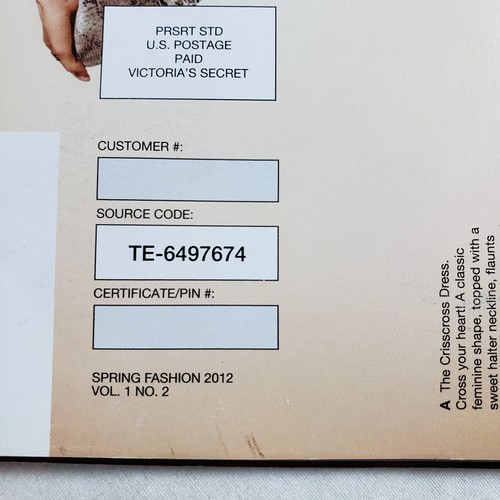 PRSRT STD
U.S. POSTAGE
PAID
VICTORIA'S SECRET
CUSTOMER #:
SOURCE CODE:
TE-6497674
CERTIFICATE/PIN #:
SPRING FASHION 2012
VOL. 1 NO. 2
A The Crisscross Dress.
Cross your heart! A classic
feminine shape, topped with a
sweet halter neckline, flaunts